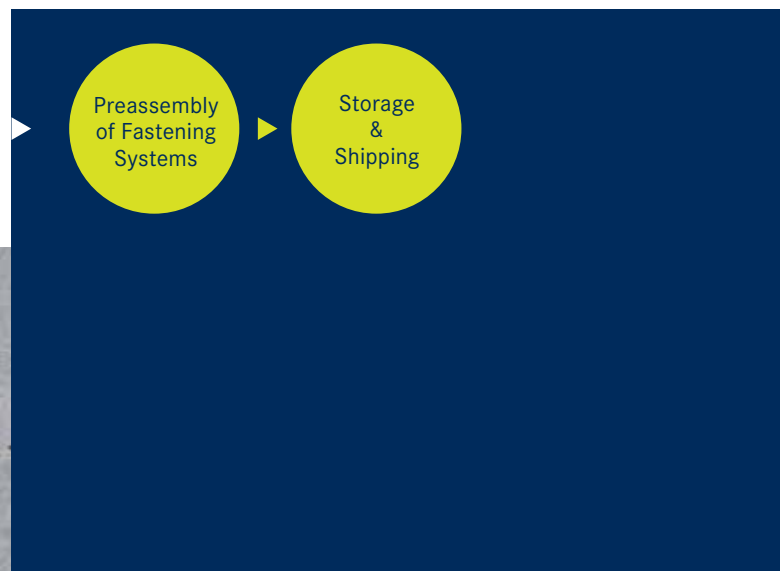 Preassembly
of Fastening
Systems
Storage
&
Shipping